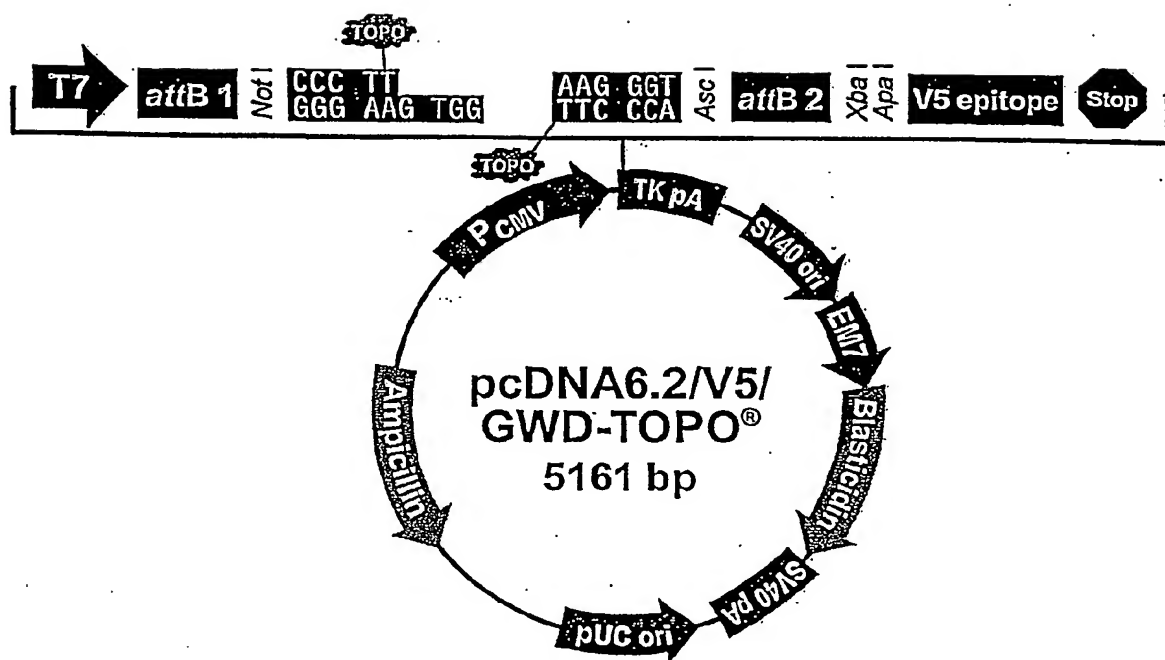 TOPO
T7 attB 1 Not I CCC TT AAG GGT Asc I attB 2 Xba I Apa I V5 epitope Stop
GGG AAG TGG TTC CCA
TOPO
PCMV TK pA SV40 ori
EM7
pcDNA6.2/V5/
GWD-TOPO®
5161 bp
Ampicillin Blasticidin
SV40 pA
pUC ori